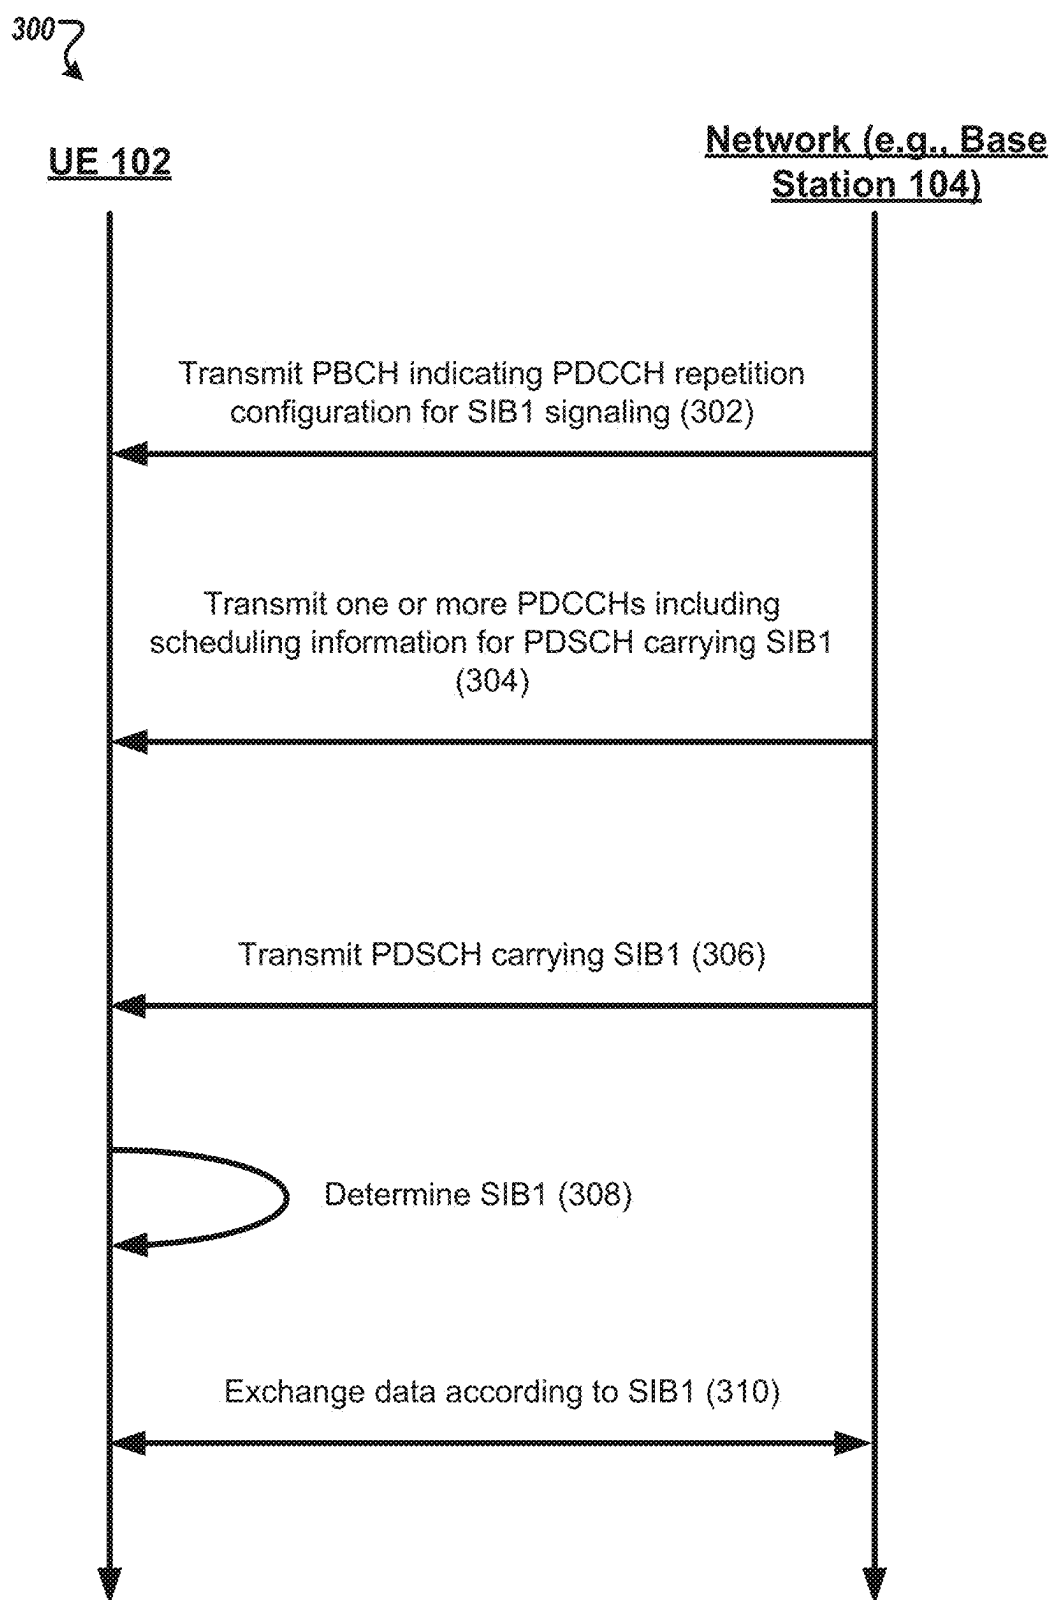 300
UE 102
Network (e.g., Base
Station 104)
Transmit PBCH indicating PDCCH repetition
configuration for SIB1 signaling (302)
Transmit one or more PDCCHs including
scheduling information for PDSCH carrying SIB1
(304)
Transmit PDSCH carrying SIB1 (306)
Determine SIB1 (308)
Exchange data according to SIB1 (310)